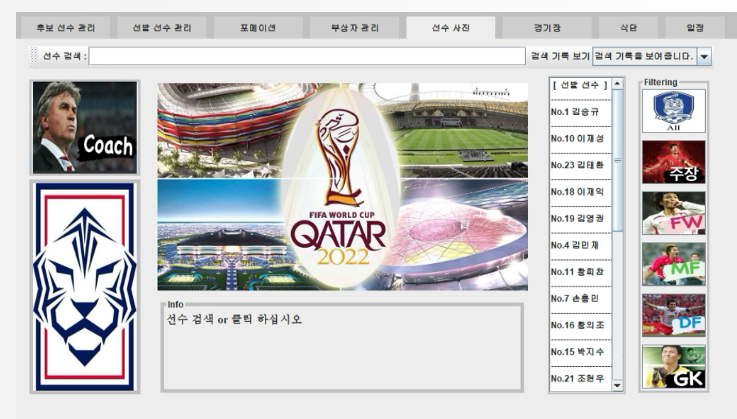 후보 선수 관리
선발 선수 관리
포메이션
부상자 관리
선수 사진
경기장
식단
일정
선수 검색 :
검색 기록 보기
검색 기록을 보여줍니다.
Coach
FIFA WORLD CUP
QATAR
2022
Info
선수 검색 or 클릭 하십시오
[ 선발 선수 ]
No.1 김승규
No.10 이재성
No.23 김태환
No.18 이재익
No.19 김영권
No.4 김민재
No.11 황희찬
No.7 손흥민
No.16 황의조
No.15 박지수
No.21 조현우
Filtering
All
주장
FW
MF
DF
GK